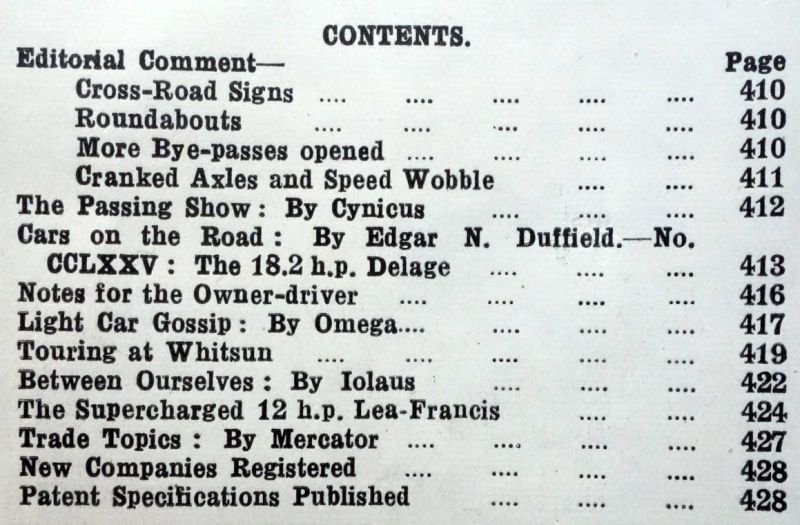 CONTENTS.
Editorial Comment— Page
Cross-Road Signs .... .... .... .... .... 410
Roundabouts .... .... .... .... .... 410
More Bye-passes opened .... .... .... .... 410
Cranked Axles and Speed Wobble .... .... 411
The Passing Show : By Cynicus .... .... .... 412
Cars on the Road : By Edgar N. Duffield.—No.
CCLXXV : The 18.2 h.p. Delage .... .... .... 413
Notes for the Owner-driver .... .... .... .... 416
Light Car Gossip : By Omega.... .... .... .... 417
Touring at Whitsun .... .... .... .... .... 419
Between Ourselves : By Iolaus .... .... .... 422
The Supercharged 12 h.p. Lea-Francis .... .... 424
Trade Topics : By Mercator .... .... .... .... 427
New Companies Registered .... .... .... .... 428
Patent Specifications Published .... .... .... 428